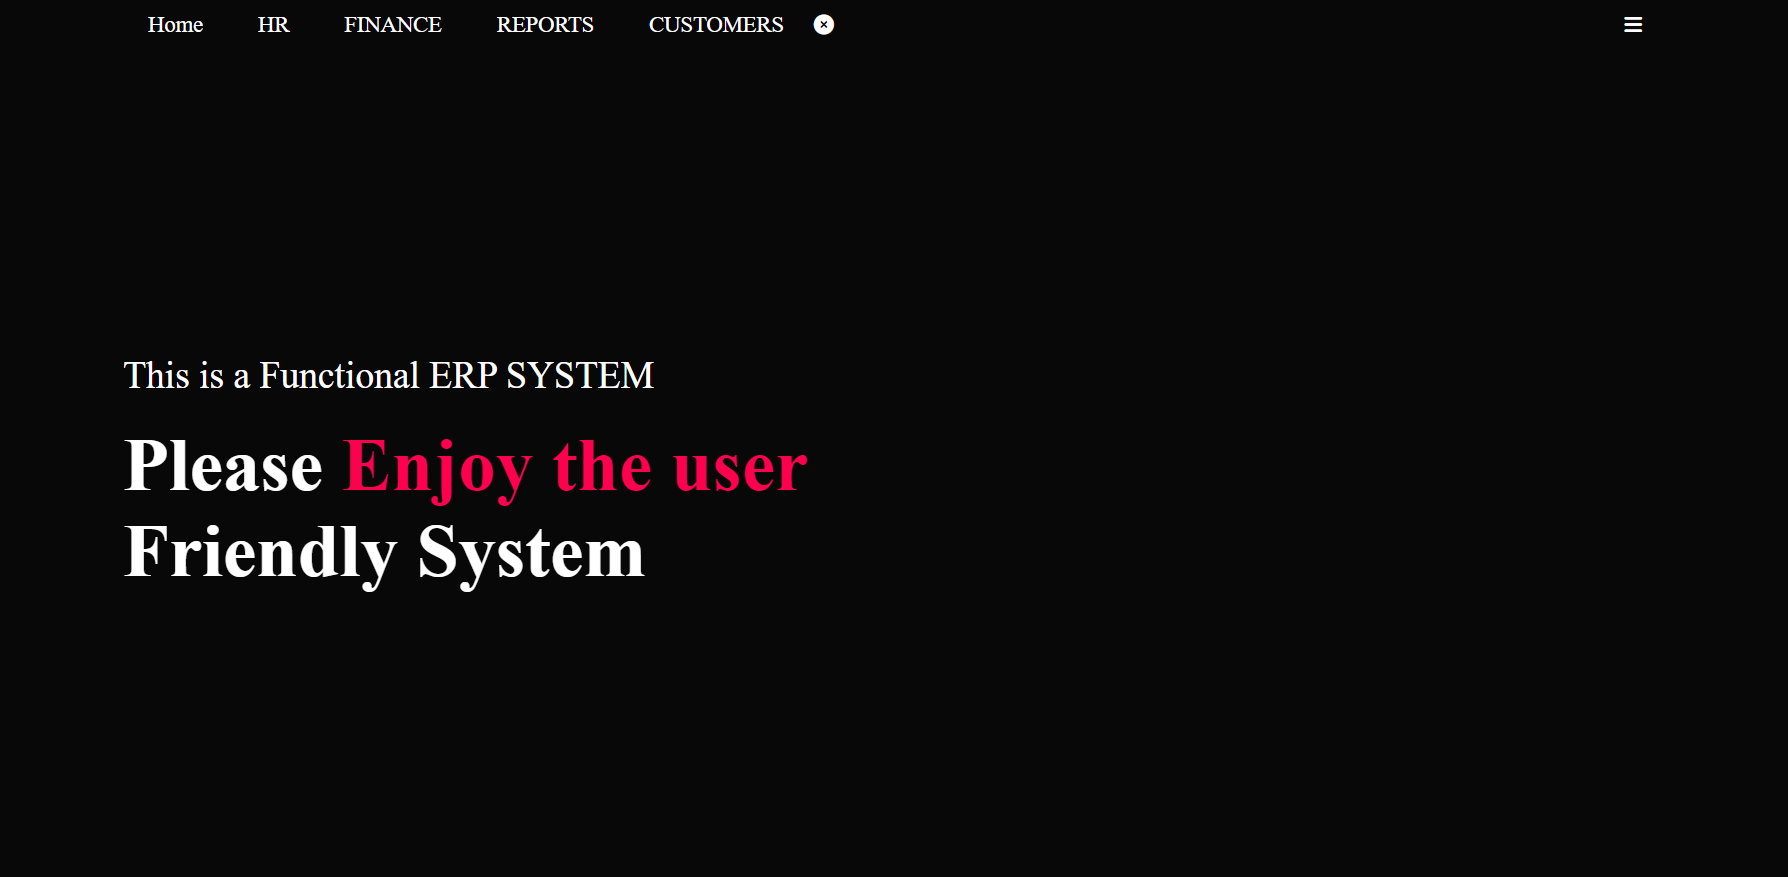 Home HR FINANCE REPORTS CUSTOMERS
This is a Functional ERP SYSTEM
Please Enjoy the user
Friendly System